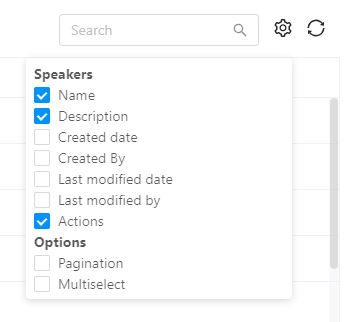 Search
Speakers
Name
Description
Created date
Created By
Last modified date
Last modified by
Actions
Options
Pagination
Multiselect